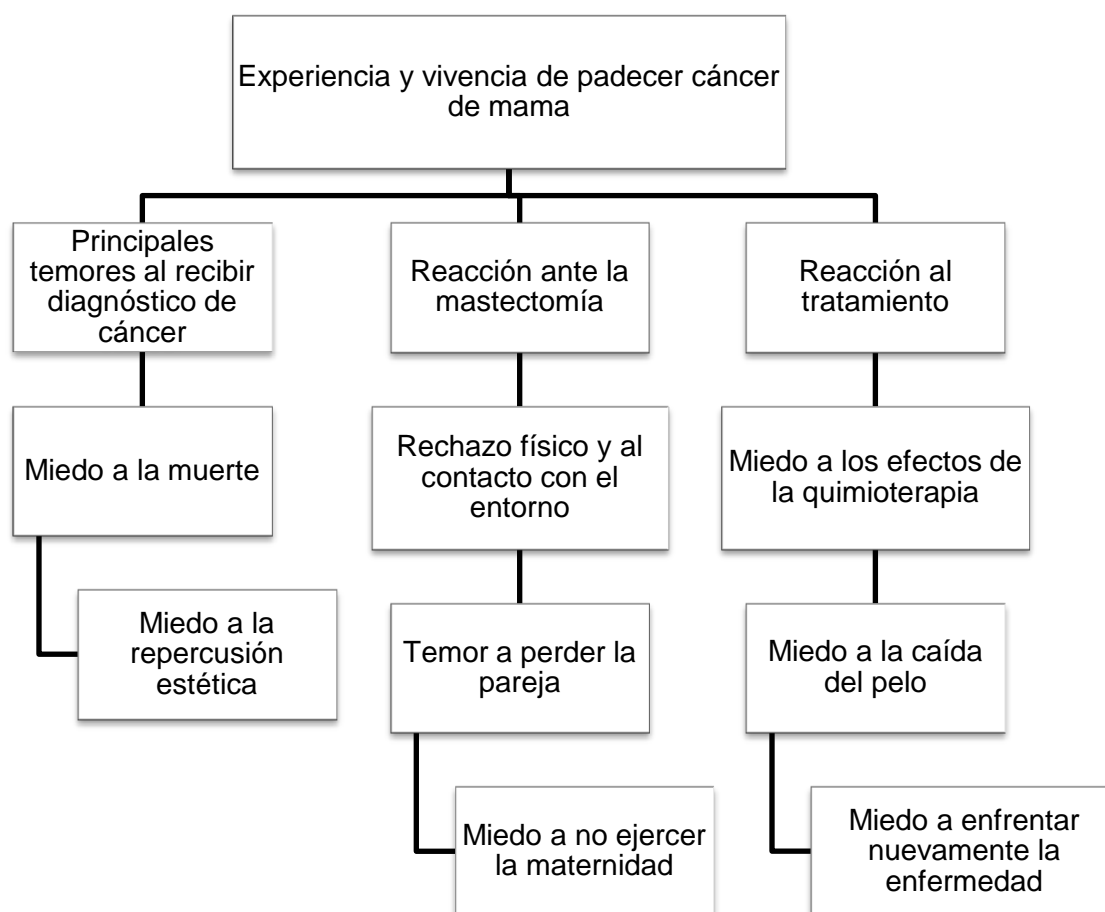 Experiencia y vivencia de padecer cáncer
de mama
Principales
temores al recibir
diagnóstico de
cáncer
Reacción ante la
mastectomía
Reacción al
tratamiento
Miedo a la muerte
Rechazo físico y al
contacto con el
entorno
Miedo a los efectos de
la quimioterapia
Miedo a la
repercusión
estética
Temor a perder la
pareja
Miedo a la caída
del pelo
Miedo a no ejercer
la maternidad
Miedo a enfrentar
nuevamente la
enfermedad